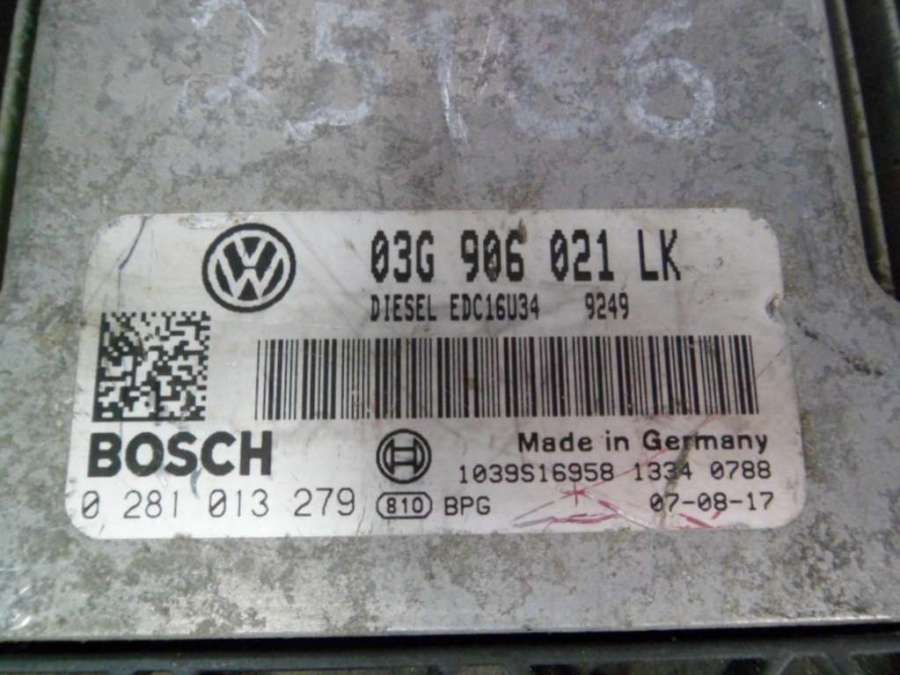 03G 906 021 LK
DIESEL EDC16U34 9249
BOSCH
Made in Germany
1039S16958 1334 0788
0 281 013 279 810 BPG 07-08-17